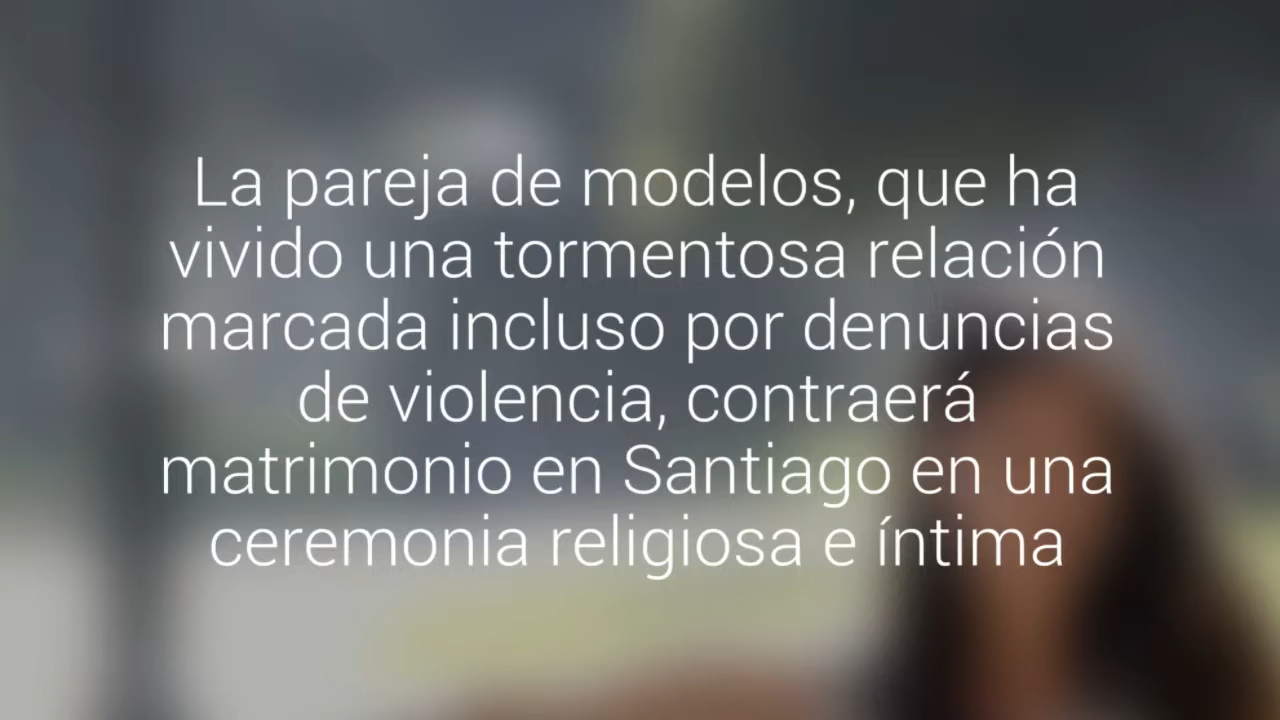 La pareja de modelos, que ha
vivido una tormentosa relación
marcada incluso por denuncias
de violencia, contraerá
matrimonio en Santiago en una
ceremonia religiosa e íntima